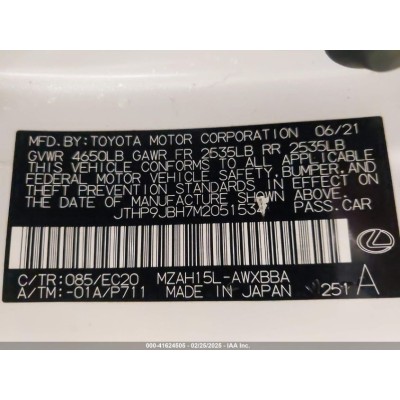 MFD.BY:TOYOTA MOTOR CORPORATION 06/21
GVWR 4650LB GAWR FR 2535LB RR 2535LB
THIS VEHICLE CONFORMS TO ALL APPLICABLE
FEDERAL MOTOR VEHICLE SAFETY,BUMPER,AND
THEFT PREVENTION STANDARDS IN EFFECT ON
THE DATE OF MANUFACTURE SHOWN ABOVE.
PASS.CAR
C/TR:085/EC20 MZAH15L-AWXBBA
A/TM:-01A/P711 MADE IN JAPAN 251 A
000-41624505 - 02/25/2025 - IAA Inc.